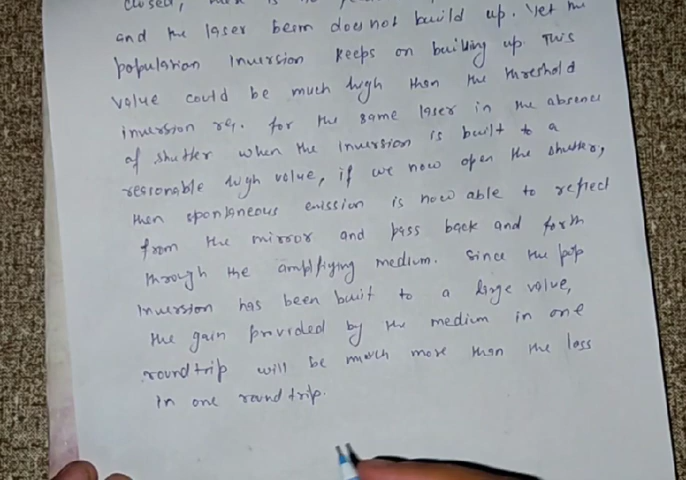 closed,
and the laser beam does not build up. Yet the
population Inversion keeps on builling up. This
value could be much high then the threshold
inversion req. for the same laser in the absence
of shutter when the Inversion is built to a
reasonable high value, if we now open the shutter,
then spontaneous emission is now able to reflect
from the mirror and pass back and forth
through the amplfiying medium. Since the pop
Inversion has been built to a large value,
the gain provided by the medium in one
round trip will be much more than the loss
in one round trip.